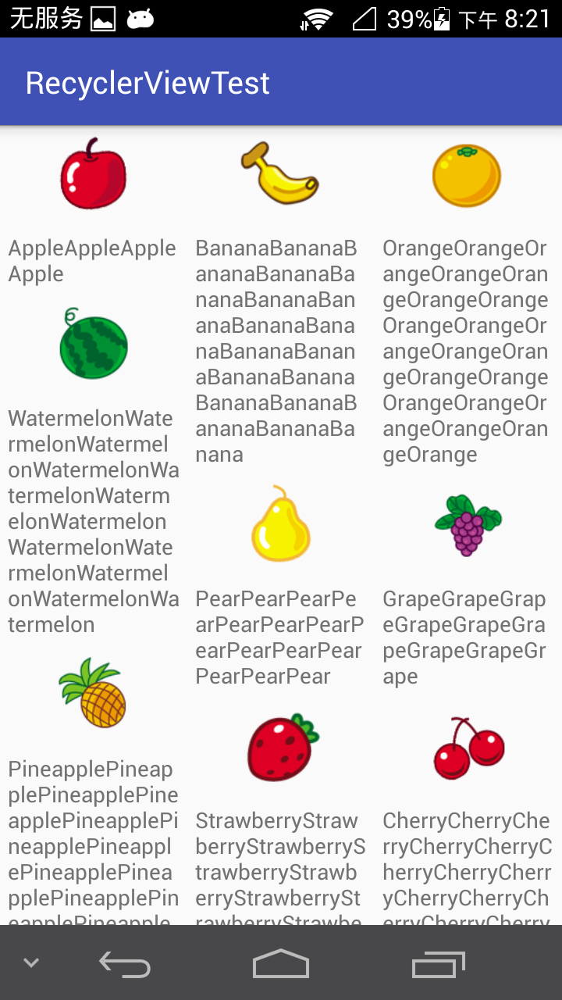 无服务 39% 下午 8:21
RecyclerViewTest
AppleAppleApple
Apple
WatermelonWate
rmelonWatermel
onWatermelonWa
termelonWaterm
elonWatermelon
WatermelonWate
rmelonWatermel
onWatermelonWa
termelon
PineapplePineap
plePineapplePine
applePineapplePi
neapplePineappl
ePineapplePinea
pplePineapplePin
eapplePineapple
BananaBananaB
ananaBananaBa
nanaBananaBan
anaBananaBana
naBananaBanan
aBananaBanana
BananaBananaB
ananaBananaBa
nana
PearPearPearPe
arPearPearPearP
earPearPearPear
PearPearPear
StrawberryStraw
berryStrawberryS
trawberryStrawb
erryStrawberrySt
rawberryStrawbe
OrangeOrangeOr
angeOrangeOran
geOrangeOrange
OrangeOrangeOr
angeOrangeOran
geOrangeOrange
OrangeOrangeOr
angeOrangeOran
geOrange
GrapeGrapeGrap
eGrapeGrapeGra
peGrapeGrapeGr
ape
CherryCherryChe
rryCherryCherryC
herryCherryCherr
yCherryCherryCh
erryCherryCherry